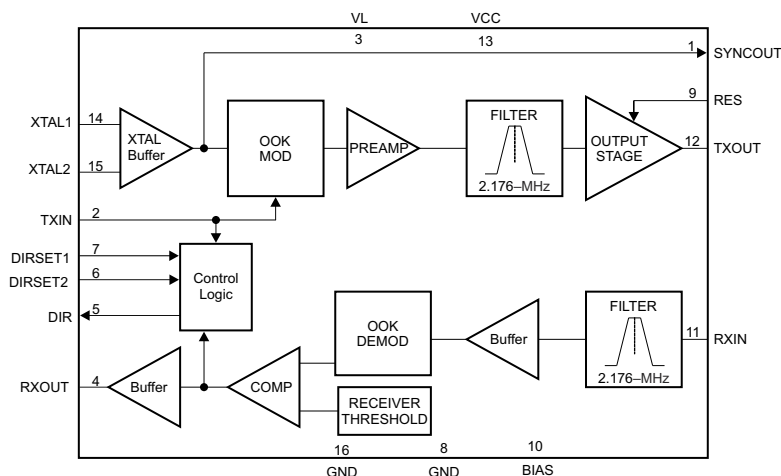 VL VCC
3 13
1 SYNCOUT
9 RES
XTAL1 14
XTAL
Buffer
XTAL2 15
OOK
MOD
PREAMP
FILTER
2.176–MHz
OUTPUT
STAGE
12 TXOUT
TXIN 2
DIRSET1 7
DIRSET2 6
DIR 5
Control
Logic
RXOUT 4
Buffer
COMP
OOK
DEMOD
RECEIVER
THRESHOLD
Buffer
FILTER
2.176–MHz
11 RXIN
16 8 10
GND GND BIAS